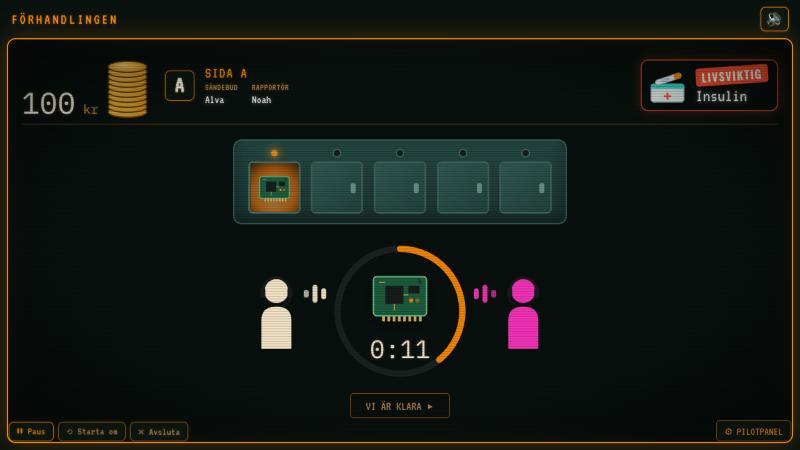 FÖRHANDLINGEN
100 kr
A
SIDA A
SÄNDEBUD RAPPORTÖR
Alva Noah
LIVSVIKTIG
Insulin
0:11
VI ÄR KLARA ▶
Paus
Starta om
Avsluta
PILOTPANEL